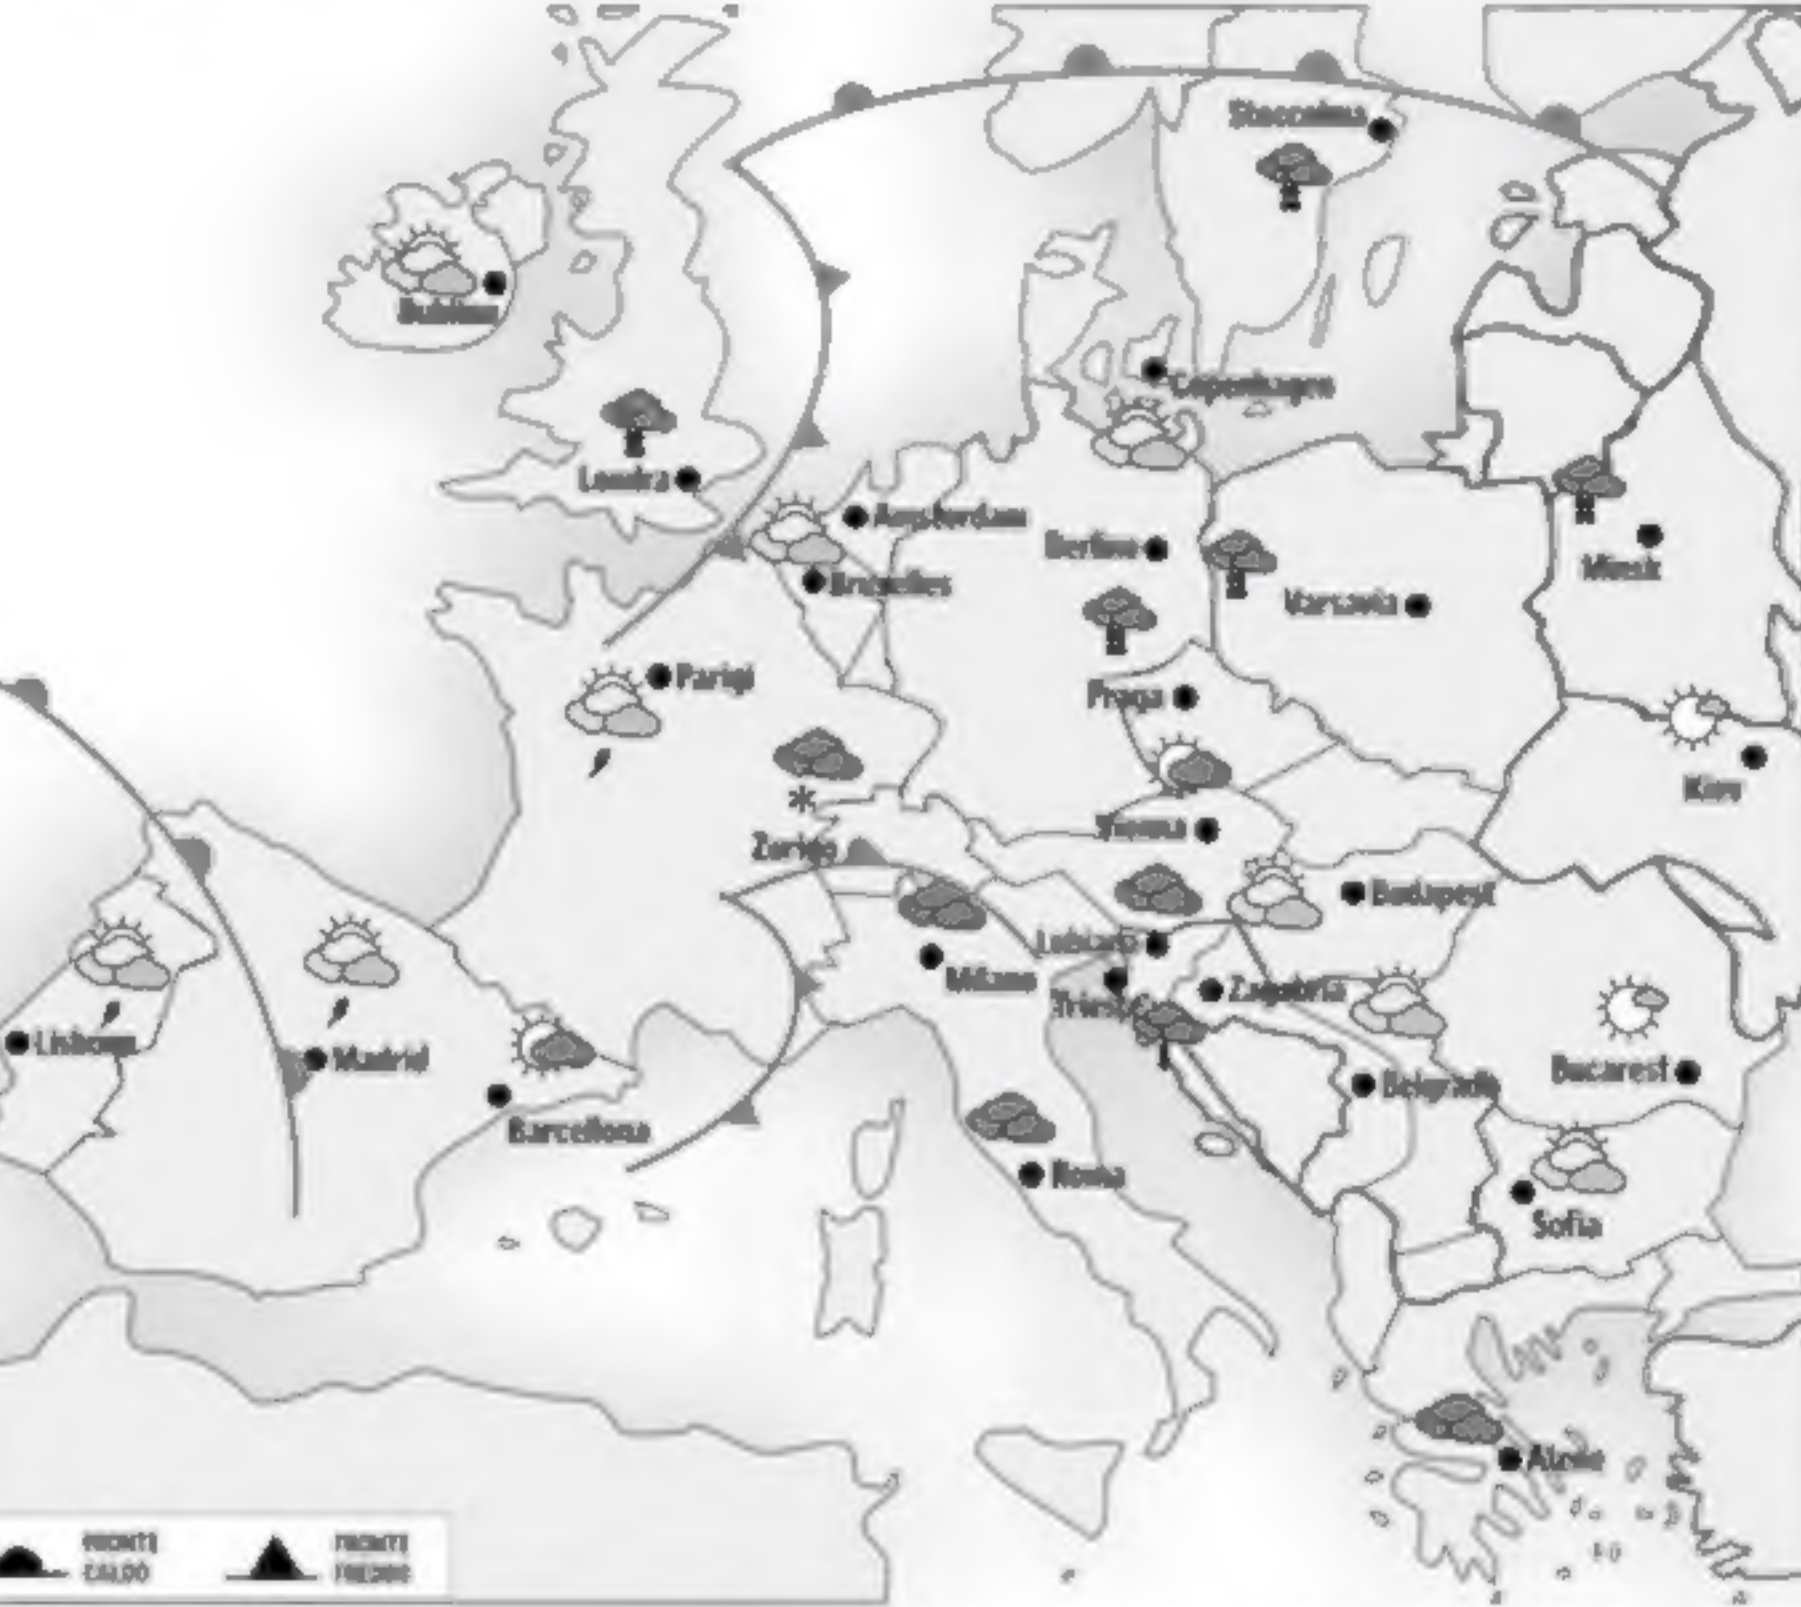 Stoccolma
Dublino
Copenhagen
Londra
Amsterdam
Berlino
Bruxelles
Minsk
Varsavia
Parigi
Praga
Kiev
Vienna
Zurigo
Budapest
Lubiana
Milano
Zagabria
Trieste
Lisbona
Madrid
Bucarest
Belgrado
Barcellona
Roma
Sofia
Atene
FRONTE
CALDO
FRONTE
FREDDO